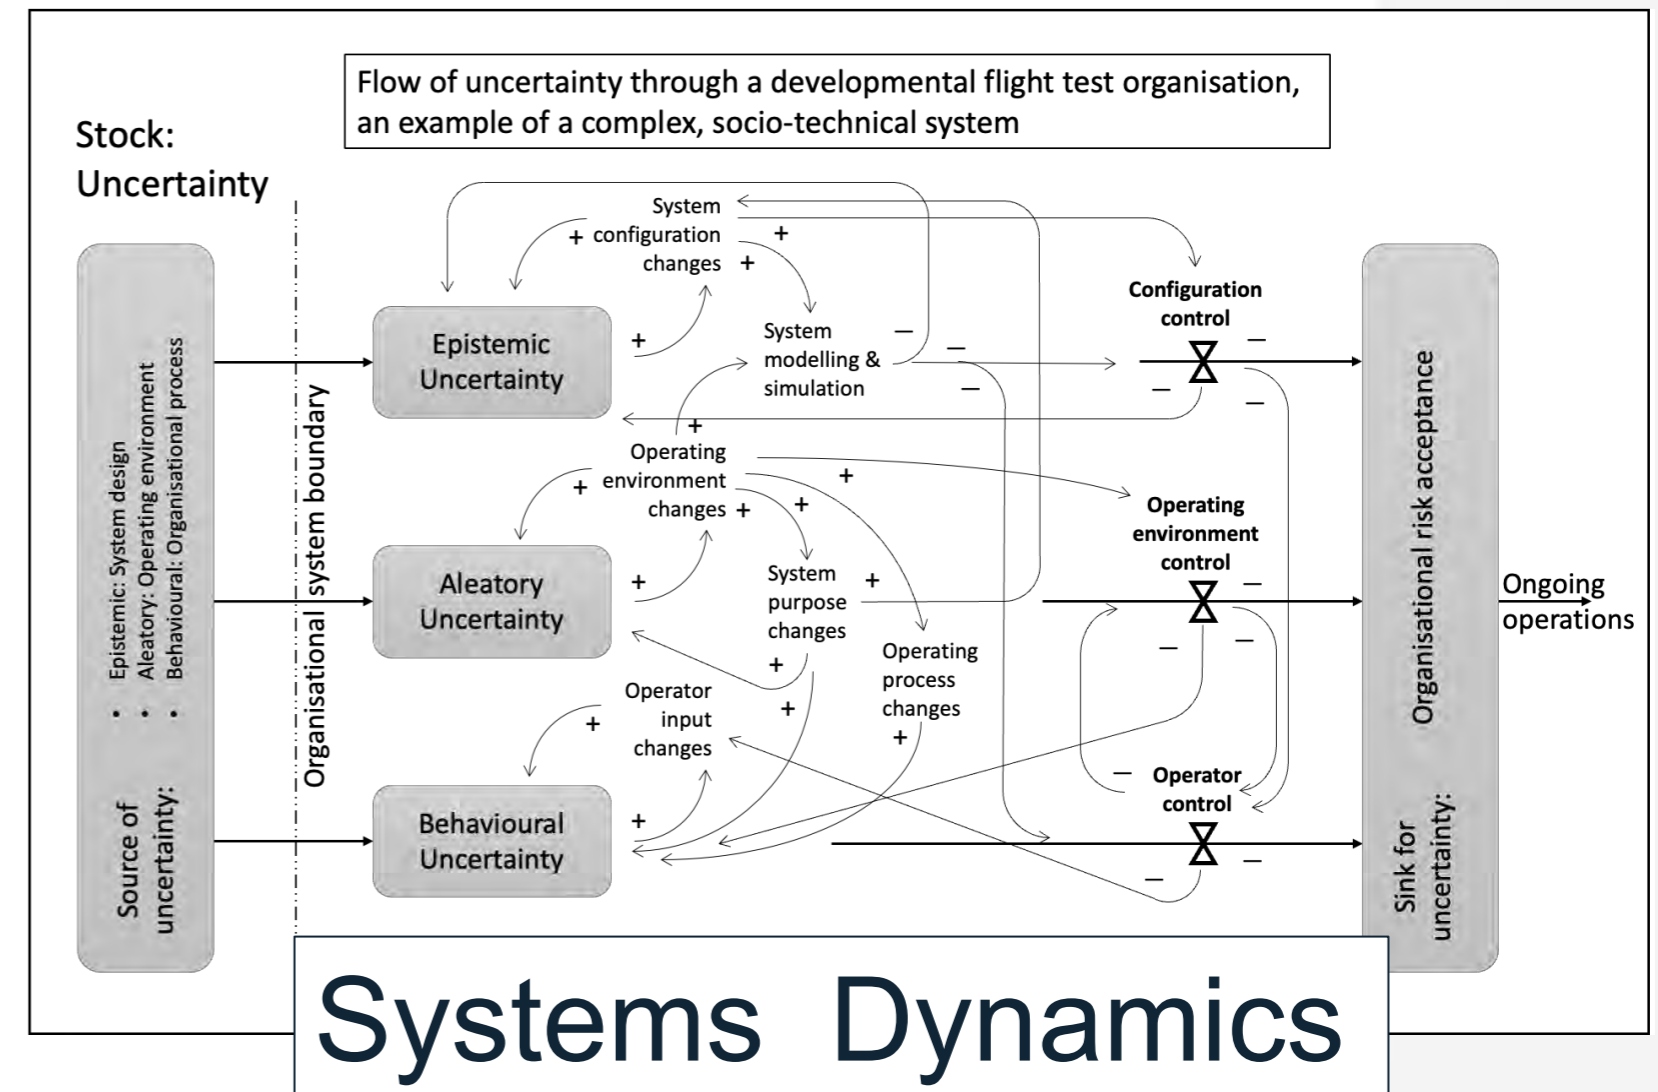 Flow of uncertainty through a developmental flight test organisation,
an example of a complex, socio-technical system
Stock:
Uncertainty
Source of
uncertainty:
• Epistemic: System design
• Aleatory: Operating environment
• Behavioural: Organisational process
Organisational system boundary
Epistemic
Uncertainty
Aleatory
Uncertainty
Behavioural
Uncertainty
System
+ configuration +
changes +
+
System
modelling &
simulation
–
–
–
+
Operating
+ environment +
changes + +
+
System
purpose +
changes
+
+
Operating
process
changes
+
Operator
+ input
changes
+
Configuration
control
–
–
–
Operating
environment
control
–
–
–
–
Operator
control
–
–
Organisational risk acceptance
Sink for
uncertainty:
Ongoing
operations
Systems Dynamics